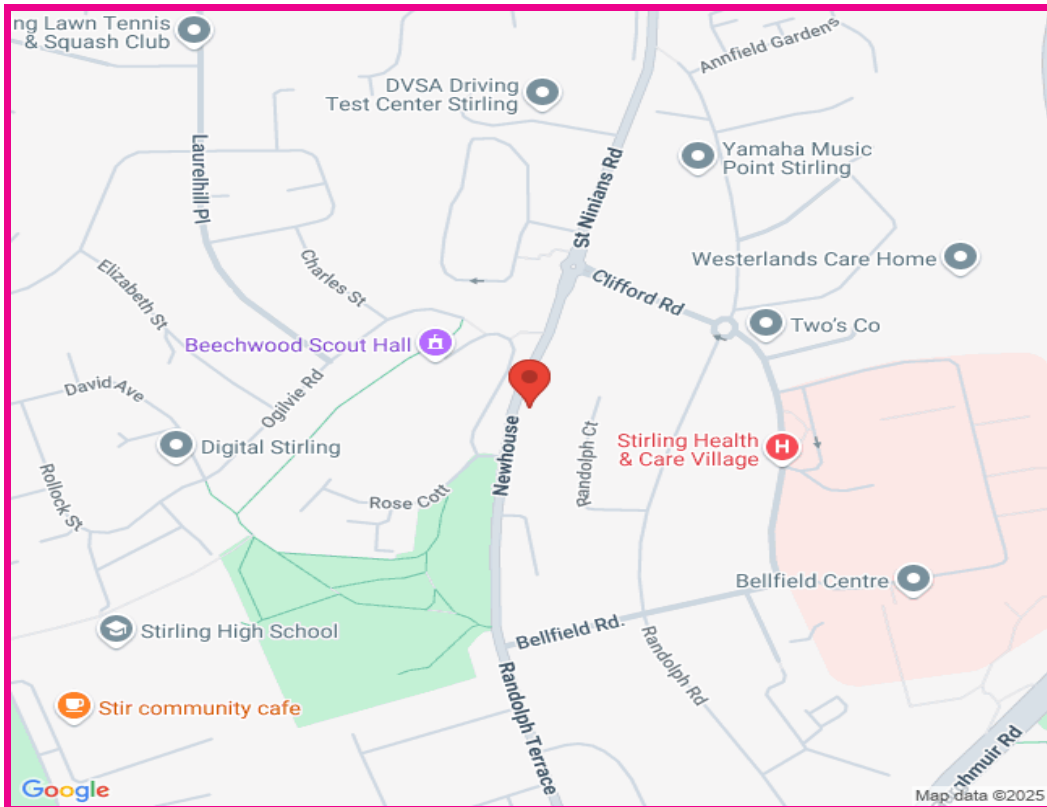 ng Lawn Tennis
& Squash Club
Annfield Gardens
DVSA Driving
Test Center Stirling
Laurelhill Pl
St Ninians Rd
Yamaha Music
Point Stirling
Charles St
Elizabeth St
Westerlands Care Home
Clifford Rd
Two's Co
Beechwood Scout Hall
David Ave
Ogilvie Rd
Newhouse
Randolph Ct
Stirling Health
& Care Village
H
Digital Stirling
Rollock St
Rose Cott
Bellfield Centre
Stirling High School
Bellfield Rd.
Randolph Rd
Randolph Terrace
Stir community cafe
ghmuir Rd
Google
Map data ©2025